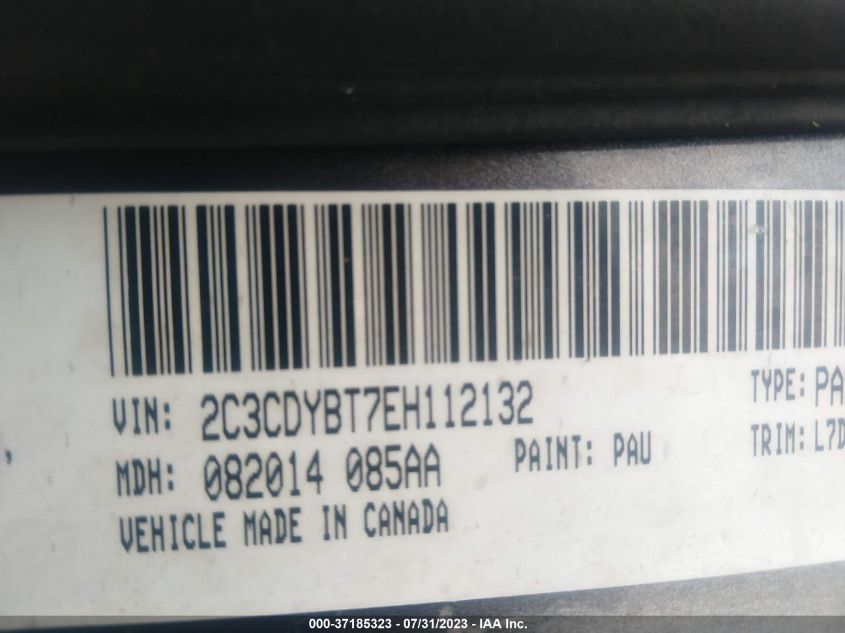 VIN: 2C3CDYBT7EH112132 TYPE: PA
MDH: 082014 085AA PAINT: PAU TRIM: L7D
VEHICLE MADE IN CANADA
000-37185323 - 07/31/2023 - IAA Inc.